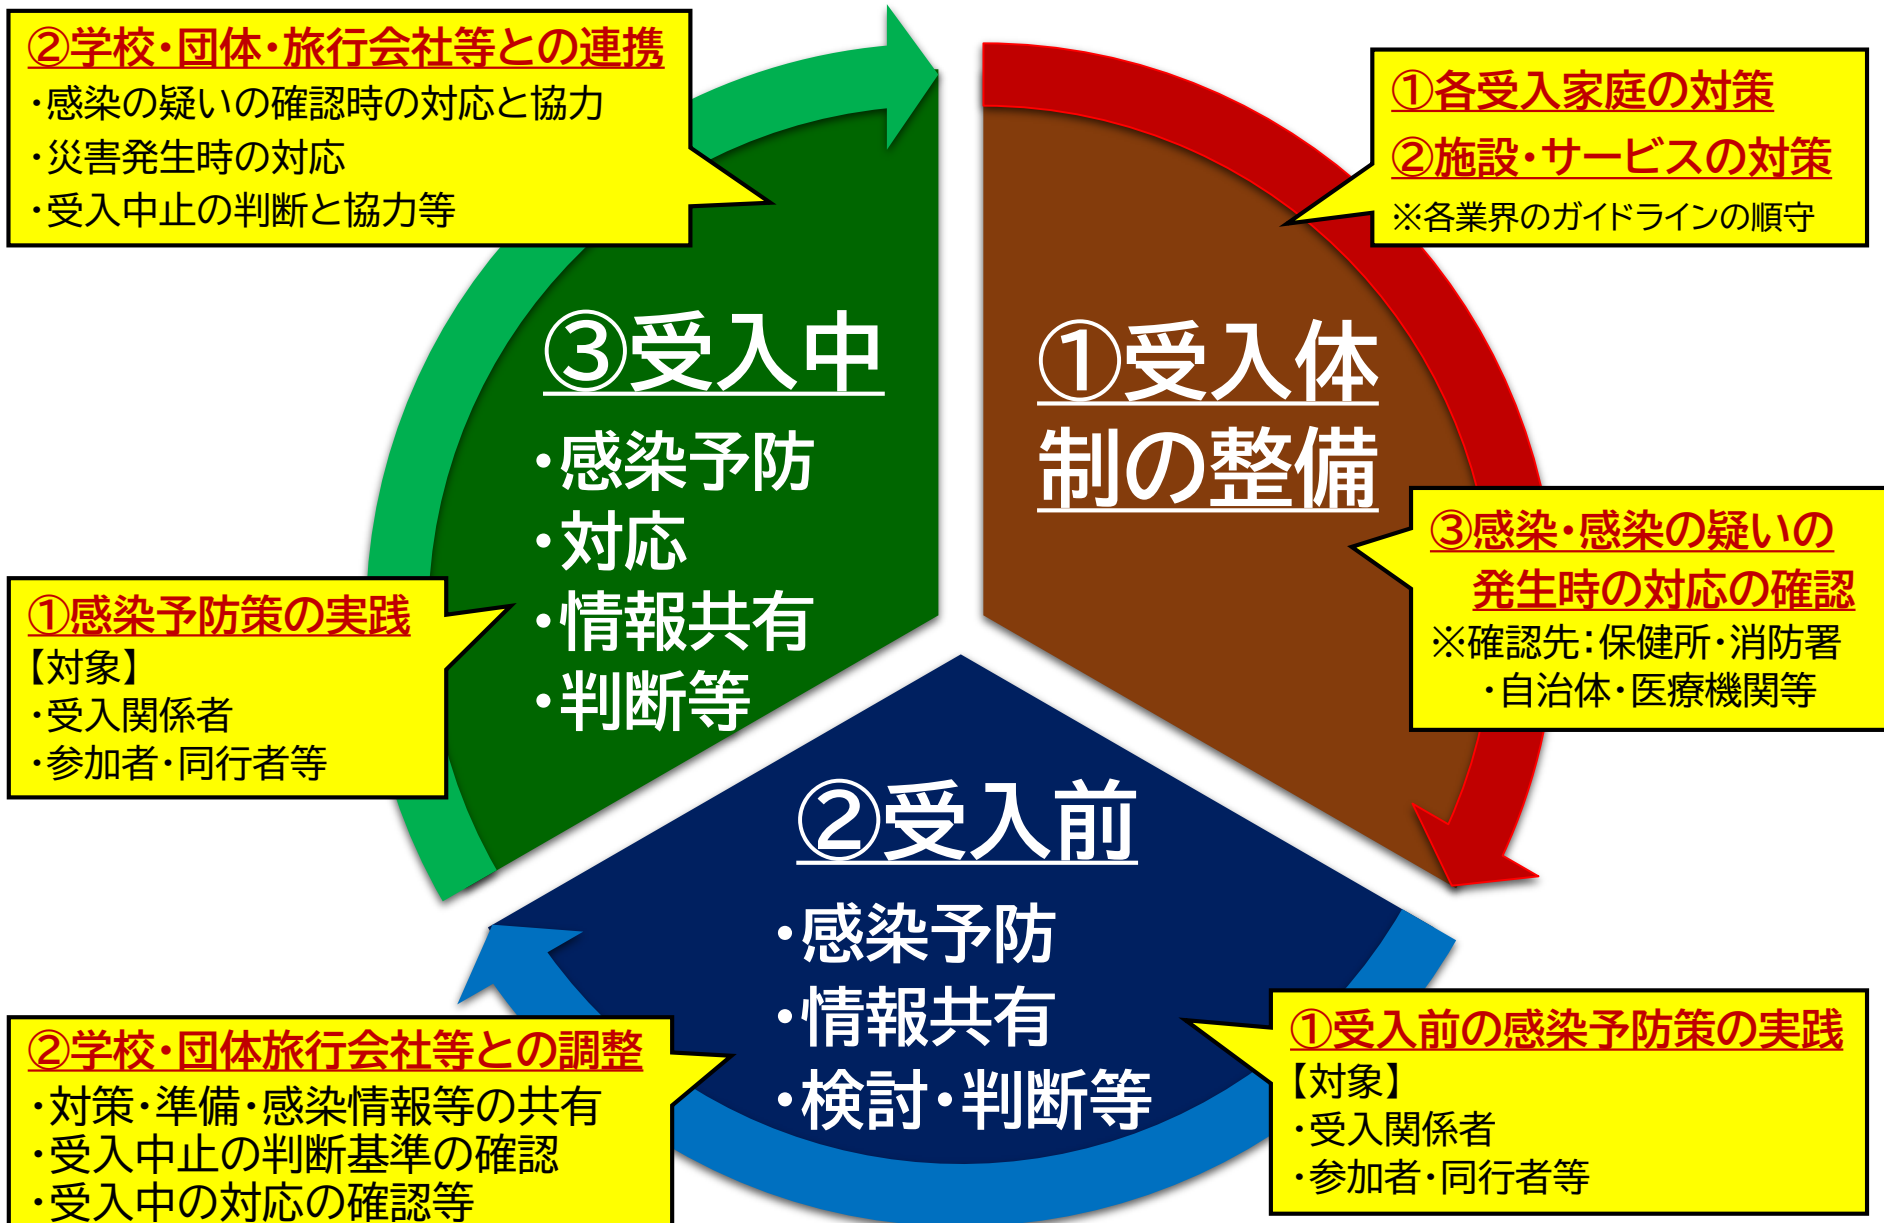 ②学校・団体・旅行会社等との連携
・感染の疑いの確認時の対応と協力
・災害発生時の対応
・受入中止の判断と協力等
①各受入家庭の対策
②施設・サービスの対策
※各業界のガイドラインの順守
③受入中
・感染予防
・対応
・情報共有
・判断等
①受入体
制の整備
③感染・感染の疑いの
発生時の対応の確認
※確認先：保健所・消防署
・自治体・医療機関等
①感染予防策の実践
【対象】
・受入関係者
・参加者・同行者等
②受入前
・感染予防
・情報共有
・検討・判断等
②学校・団体旅行会社等との調整
・対策・準備・感染情報等の共有
・受入中止の判断基準の確認
・受入中の対応の確認等
①受入前の感染予防策の実践
【対象】
・受入関係者
・参加者・同行者等